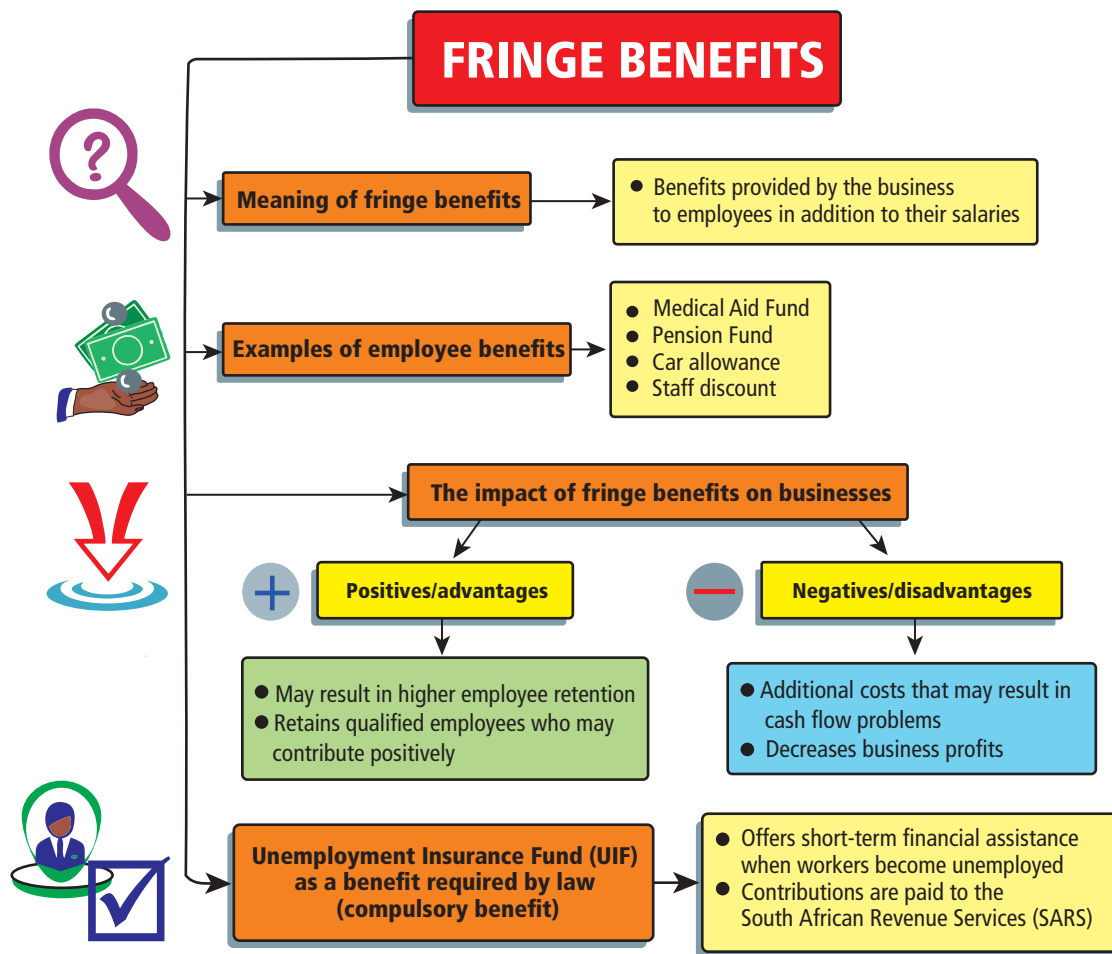 FRINGE BENEFITS
?
Meaning of fringe benefits
● Benefits provided by the business
to employees in addition to their salaries
Examples of employee benefits
● Medical Aid Fund
● Pension Fund
● Car allowance
● Staff discount
The impact of fringe benefits on businesses
+
Positives/advantages
● May result in higher employee retention
● Retains qualified employees who may
contribute positively
−
Negatives/disadvantages
● Additional costs that may result in
cash flow problems
● Decreases business profits
Unemployment Insurance Fund (UIF)
as a benefit required by law
(compulsory benefit)
● Offers short-term financial assistance
when workers become unemployed
● Contributions are paid to the
South African Revenue Services (SARS)